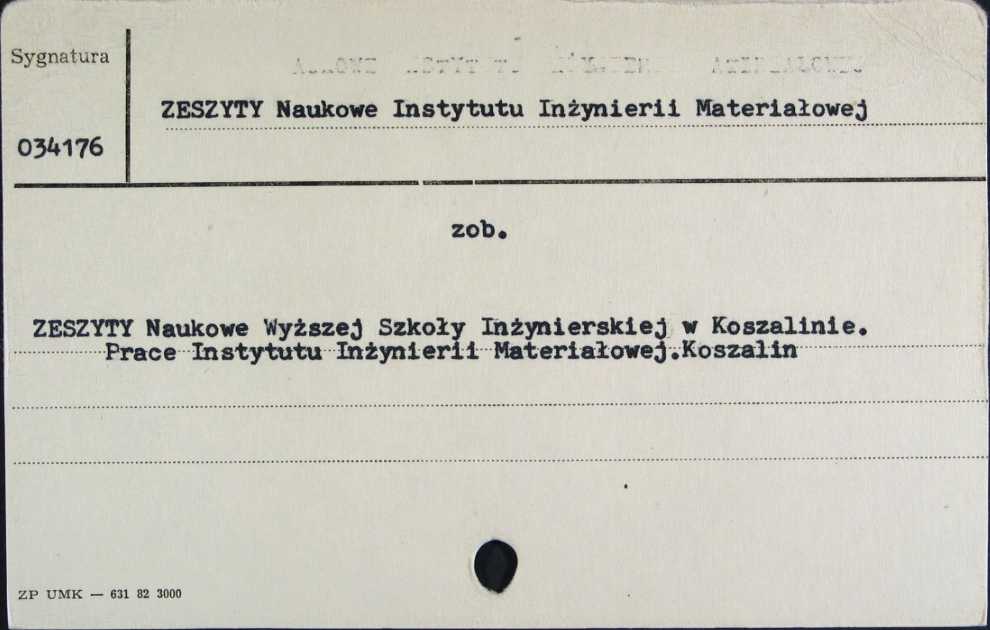 Sygnatura
ZESZYTY Naukowe Instytutu Inżynierii Materiałowej
034176
zob.
ZESZYTY Naukowe Wyższej Szkoły Inżynierskiej w Koszalinie.
Prace Instytutu Inżynierii Materiałowej.Koszalin
ZP UMK — 631 82 3000